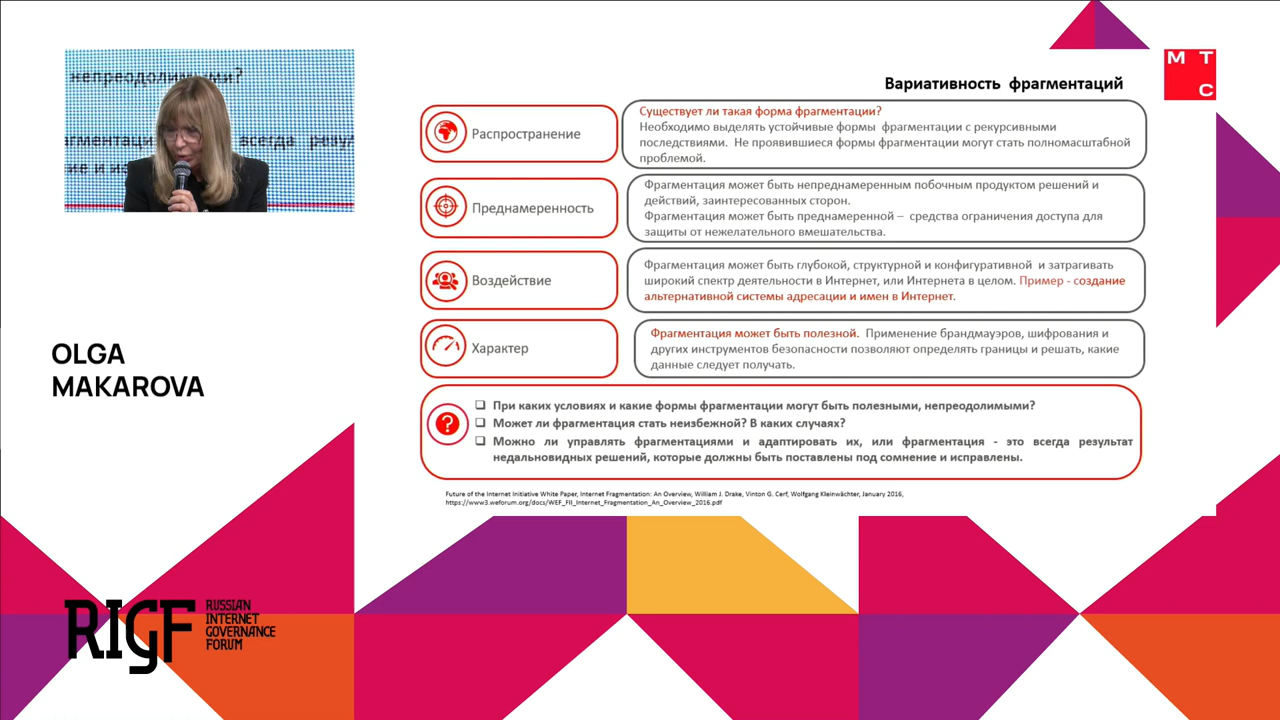 непреодолимыми?
всегда
OLGA
MAKAROVA
RIGF
RUSSIAN
INTERNET
GOVERNANCE
FORUM
М Т
С
Вариативность фрагментаций
Распространение
Существует ли такая форма фрагментации?
Необходимо выделять устойчивые формы фрагментации с рекурсивными
последствиями. Не проявившиеся формы фрагментации могут стать полномасштабной
проблемой.
Преднамеренность
Фрагментация может быть непреднамеренным побочным продуктом решений и
действий, заинтересованных сторон.
Фрагментация может быть преднамеренной – средства ограничения доступа для
защиты от нежелательного вмешательства.
Воздействие
Фрагментация может быть глубокой, структурной и конфигуративной и затрагивать
широкий спектр деятельности в Интернет, или Интернета в целом. Пример - создание
альтернативной системы адресации и имен в Интернет.
Характер
Фрагментация может быть полезной. Применение брандмауэров, шифрования и
других инструментов безопасности позволяют определять границы и решать, какие
данные следует получать.
?
❑ При каких условиях и какие формы фрагментации могут быть полезными, непреодолимыми?
❑ Может ли фрагментация стать неизбежной? В каких случаях?
❑ Можно ли управлять фрагментациями и адаптировать их, или фрагментация - это всегда результат
недальновидных решений, которые должны быть поставлены под сомнение и исправлены.
Future of the Internet Initiative White Paper, Internet Fragmentation: An Overview, William J. Drake, Vinton G. Cerf, Wolfgang Kleinwächter, January 2016,
https://www3.weforum.org/docs/WEF_FII_Internet_Fragmentation_An_Overview_2016.pdf